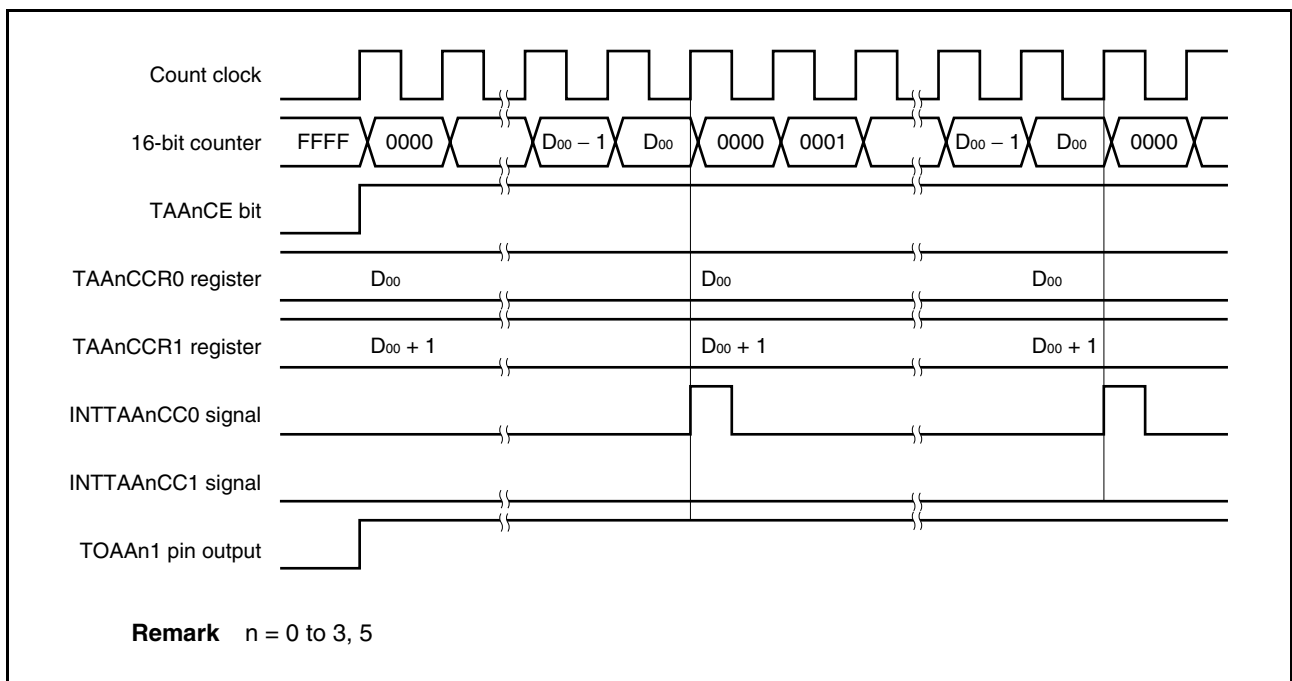 Count clock
16-bit counter FFFF 0000 D00 − 1 D00 0000 0001 D00 − 1 D00 0000
TAAnCE bit
TAAnCCR0 register D00 D00 D00
TAAnCCR1 register D00 + 1 D00 + 1 D00 + 1
INTTAAnCC0 signal
INTTAAnCC1 signal
TOAAn1 pin output
Remark n = 0 to 3, 5